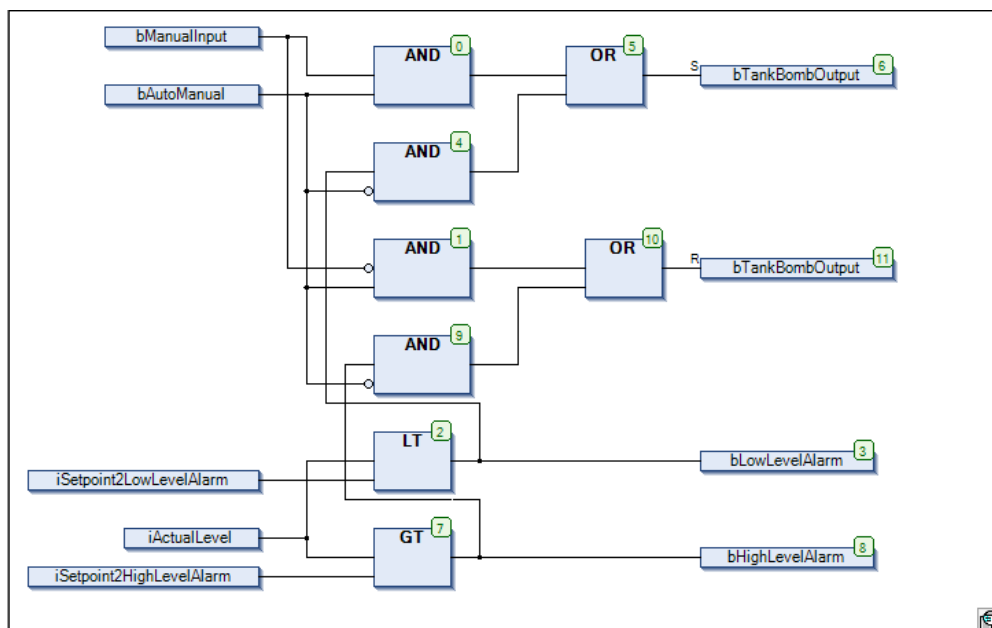 bManualInput
AND 0
OR 5
S
bTankBombOutput 6
bAutoManual
AND 4
AND 1
OR 10
R
bTankBombOutput 11
AND 9
LT 2
bLowLevelAlarm 3
iSetpoint2LowLevelAlarm
iActualLevel
GT 7
bHighLevelAlarm 8
iSetpoint2HighLevelAlarm